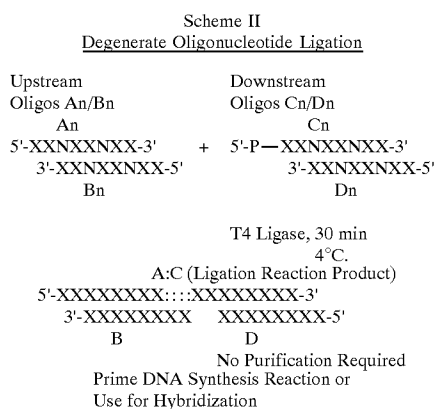 Scheme II
Degenerate Oligonucleotide Ligation
Upstream Downstream
Oligos An/Bn Oligos Cn/Dn
An Cn
5'-XXNXXNXX-3' + 5'-P—XXNXXNXX-3'
3'-XXNXXNXX-5' 3'-XXNXXNXX-5'
Bn Dn
T4 Ligase, 30 min
4°C.
A:C (Ligation Reaction Product)
5'-XXXXXXXX::::XXXXXXXX-3'
3'-XXXXXXXX XXXXXXXX-5'
B D
No Purification Required
Prime DNA Synthesis Reaction or
Use for Hybridization